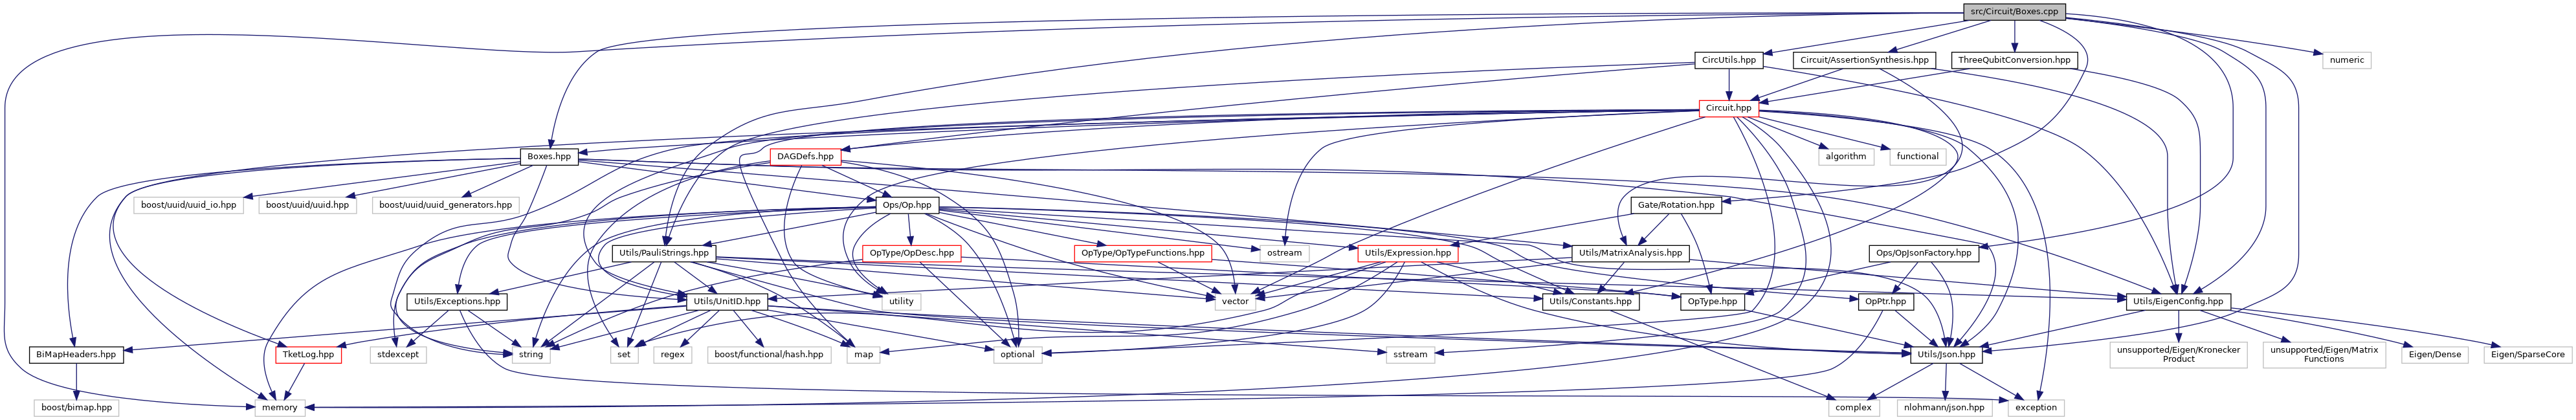 src/Circuit/Boxes.cpp
CircUtils.hpp
Circuit/AssertionSynthesis.hpp
ThreeQubitConversion.hpp
numeric
Circuit.hpp
Boxes.hpp
DAGDefs.hpp
algorithm
functional
boost/uuid/uuid_io.hpp
boost/uuid/uuid.hpp
boost/uuid/uuid_generators.hpp
Ops/Op.hpp
Gate/Rotation.hpp
Utils/PauliStrings.hpp
OpType/OpDesc.hpp
OpType/OpTypeFunctions.hpp
ostream
Utils/Expression.hpp
Utils/MatrixAnalysis.hpp
Ops/OpJsonFactory.hpp
Utils/Exceptions.hpp
Utils/UnitID.hpp
utility
vector
Utils/Constants.hpp
OpType.hpp
OpPtr.hpp
Utils/EigenConfig.hpp
BiMapHeaders.hpp
TketLog.hpp
stdexcept
string
set
regex
boost/functional/hash.hpp
map
optional
sstream
Utils/Json.hpp
unsupported/Eigen/Kronecker
Product
unsupported/Eigen/Matrix
Functions
Eigen/Dense
Eigen/SparseCore
boost/bimap.hpp
memory
complex
nlohmann/json.hpp
exception